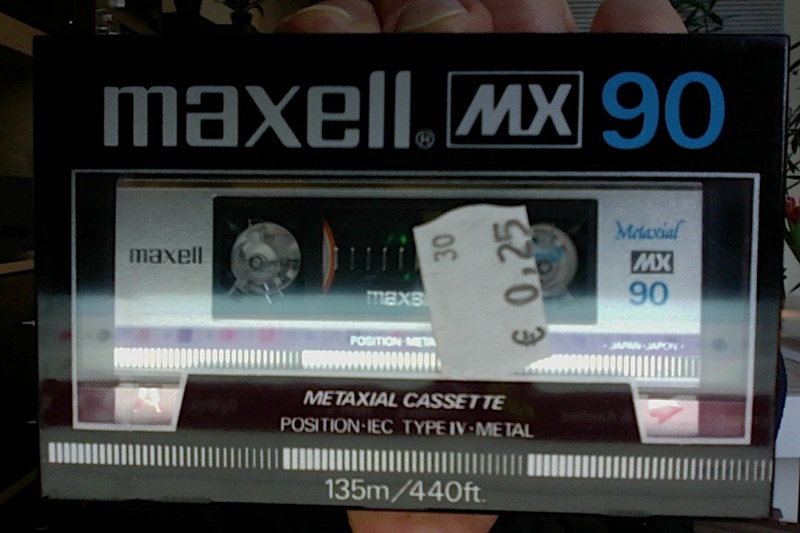 maxell® MX 90
maxell
30
€ 0,25
Metaxial
MX
90
maxe
POSITION·META
·JAPAN·JAPON·
METAXIAL CASSETTE
POSITION·IEC TYPE IV·METAL
135m/440ft.